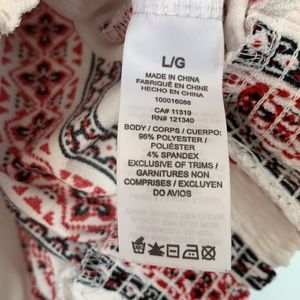 L/G
MADE IN CHINA
FABRIQUÉ EN CHINE
HECHO EN CHINA
100016086
CA# 11319
RN# 121340
BODY / CORPS / CUERPO:
96% POLYESTER /
POLIÉSTER
4% SPANDEX
EXCLUSIVE OF TRIMS /
GARNITURES NON
COMPRISES / EXCLUYEN
DO AVIOS